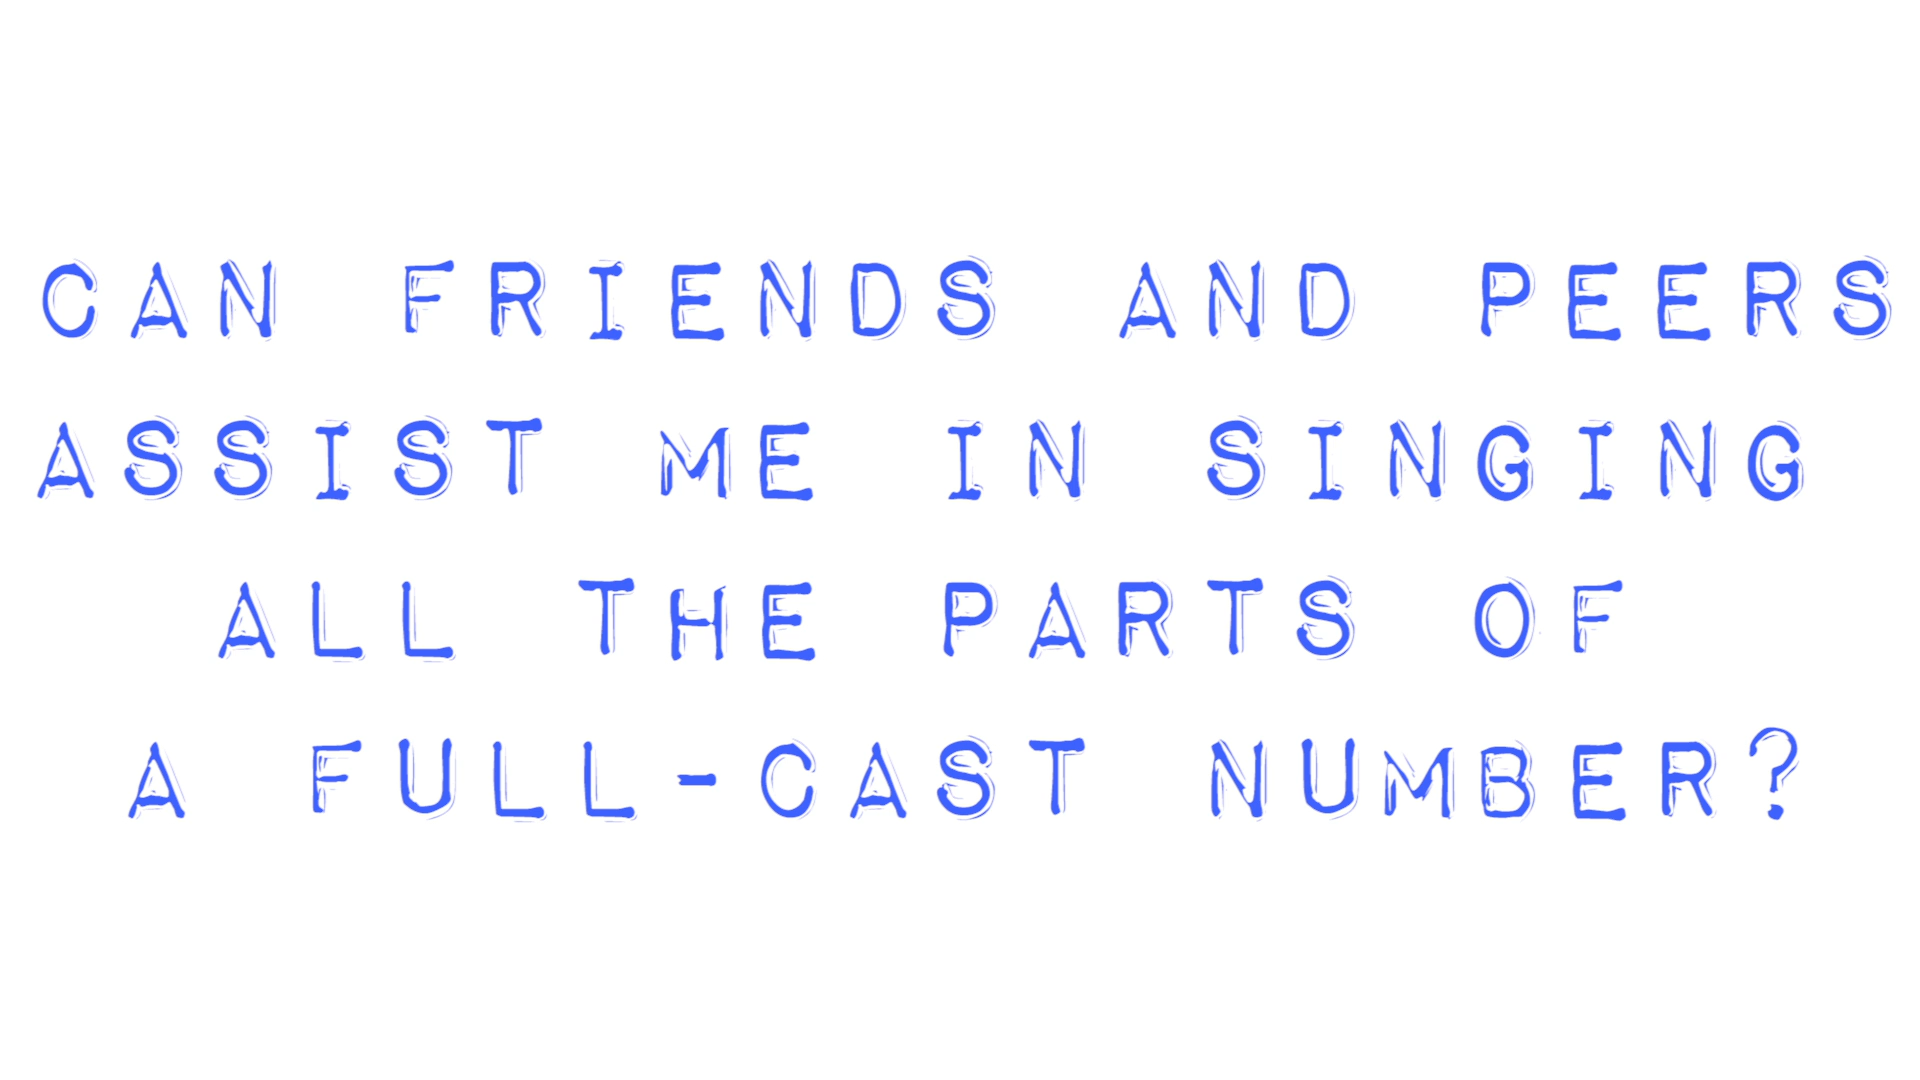 CAN FRIENDS AND PEERS
ASSIST ME IN SINGING
ALL THE PARTS OF
A FULL-CAST NUMBER?